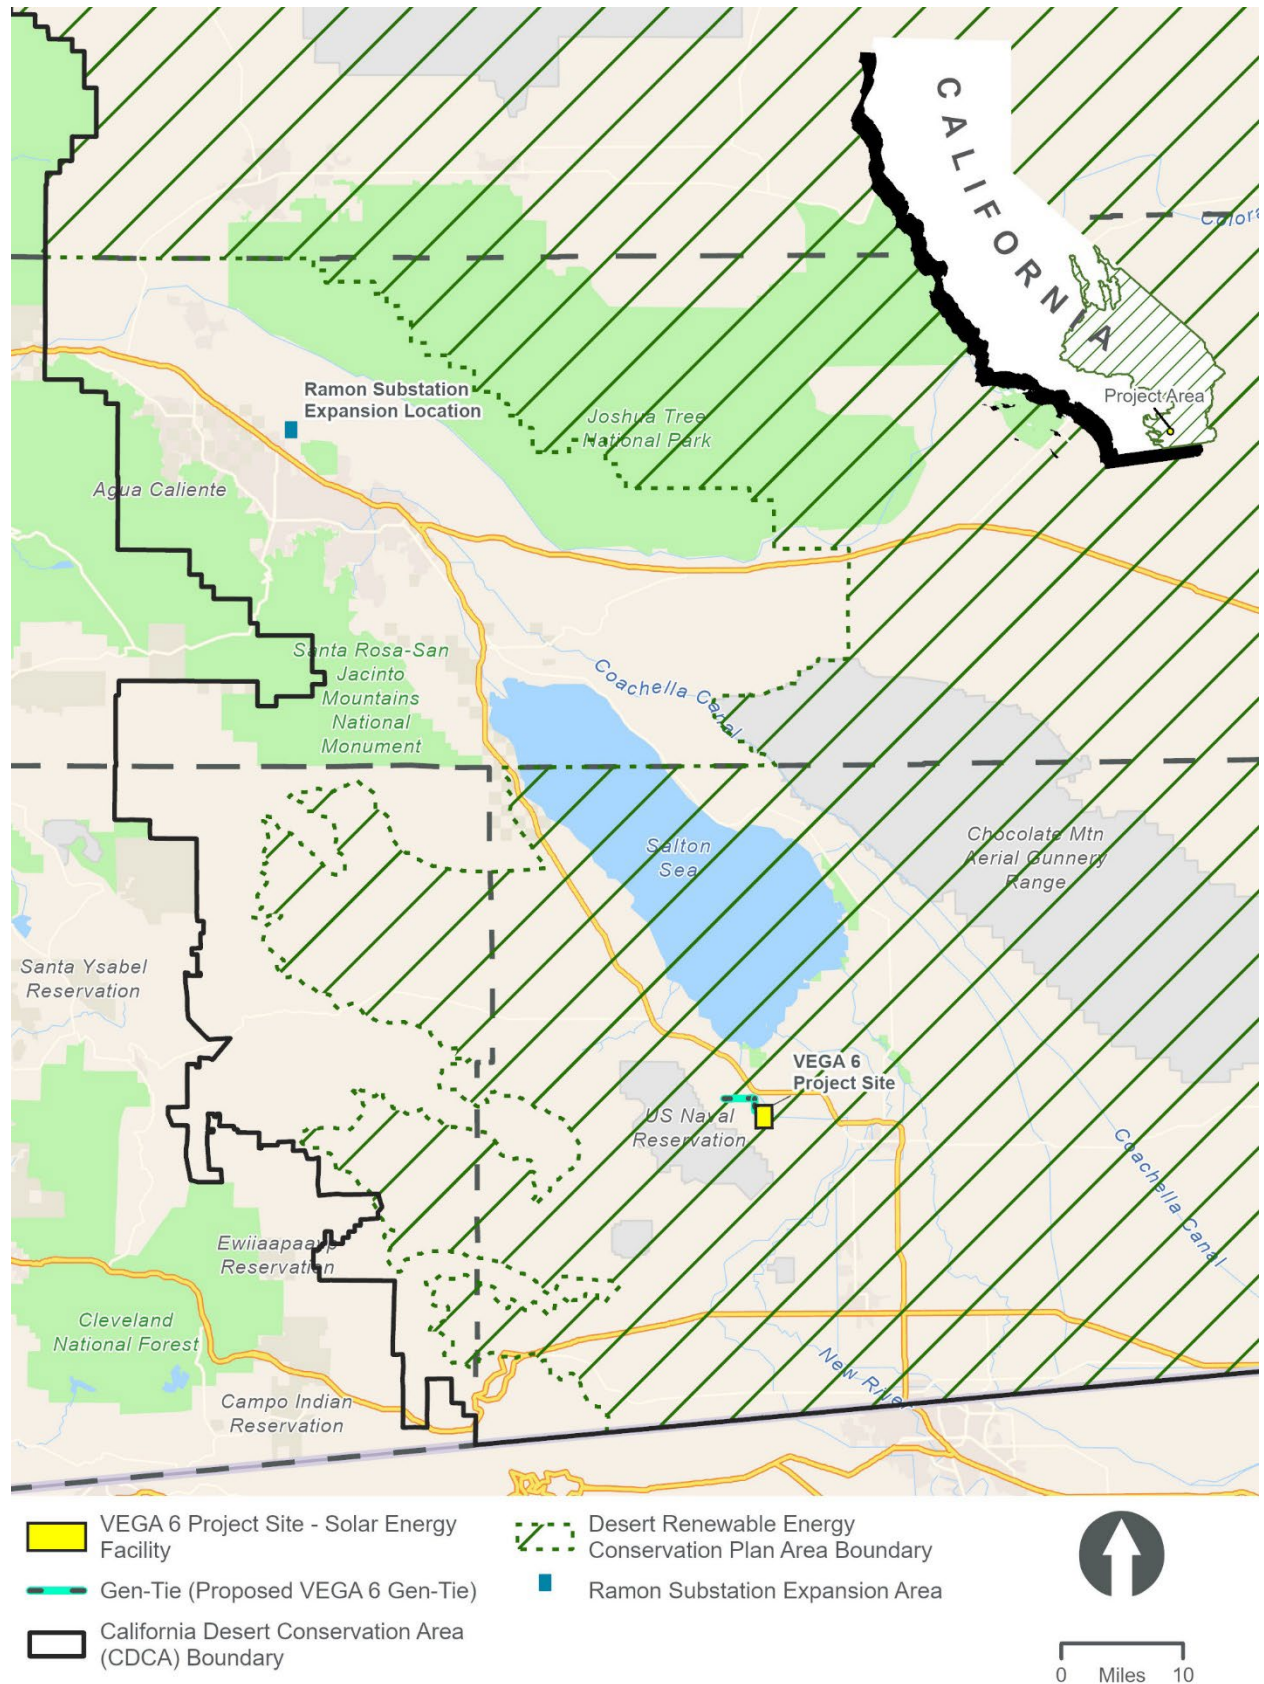 CALIFORNIA
Colora
Project Area
Ramon Substation
Expansion Location
Joshua Tree
National Park
Agua Caliente
Santa Rosa-San
Jacinto
Mountains
National
Monument
Coachella Canal
Salton
Sea
Chocolate Mtn
Aerial Gunnery
Range
Santa Ysabel
Reservation
VEGA 6
Project Site
US Naval
Reservation
Coachella Canal
Ewiiaapaayp
Reservation
Cleveland
National Forest
New River
Campo Indian
Reservation
VEGA 6 Project Site - Solar Energy
Facility
Gen-Tie (Proposed VEGA 6 Gen-Tie)
California Desert Conservation Area
(CDCA) Boundary
Desert Renewable Energy
Conservation Plan Area Boundary
Ramon Substation Expansion Area
0 Miles 10